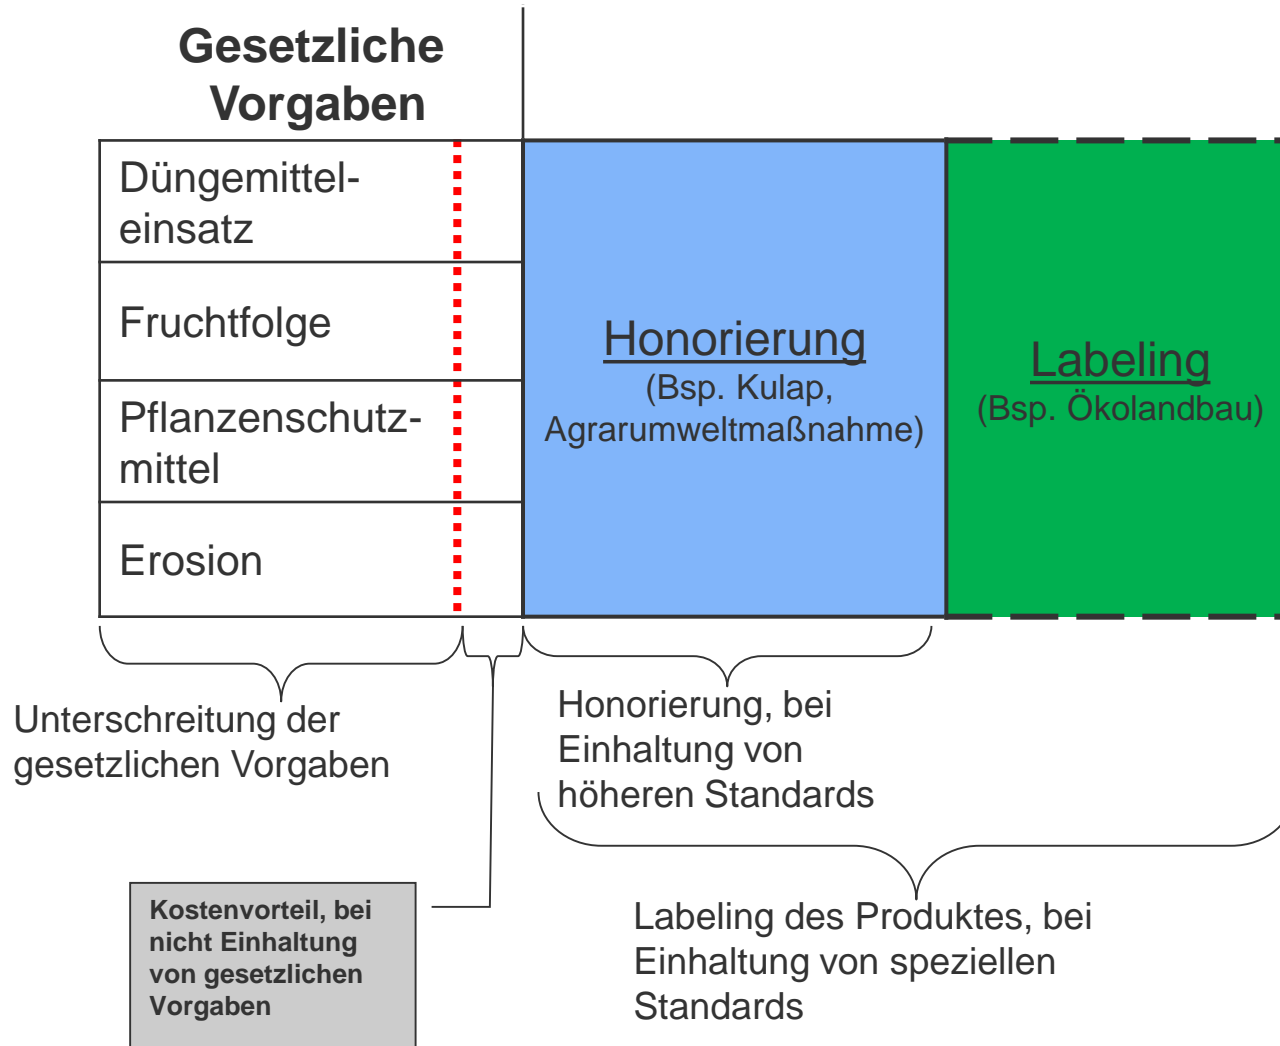 Gesetzliche
Vorgaben
Düngemittel-
einsatz
Fruchtfolge
Pflanzenschutz-
mittel
Erosion
Honorierung
(Bsp. Kulap,
Agrarumweltmaßnahme)
Labeling
(Bsp. Ökolandbau)
Unterschreitung der
gesetzlichen Vorgaben
Honorierung, bei
Einhaltung von
höheren Standards
Kostenvorteil, bei
nicht Einhaltung
von gesetzlichen
Vorgaben
Labeling des Produktes, bei
Einhaltung von speziellen
Standards